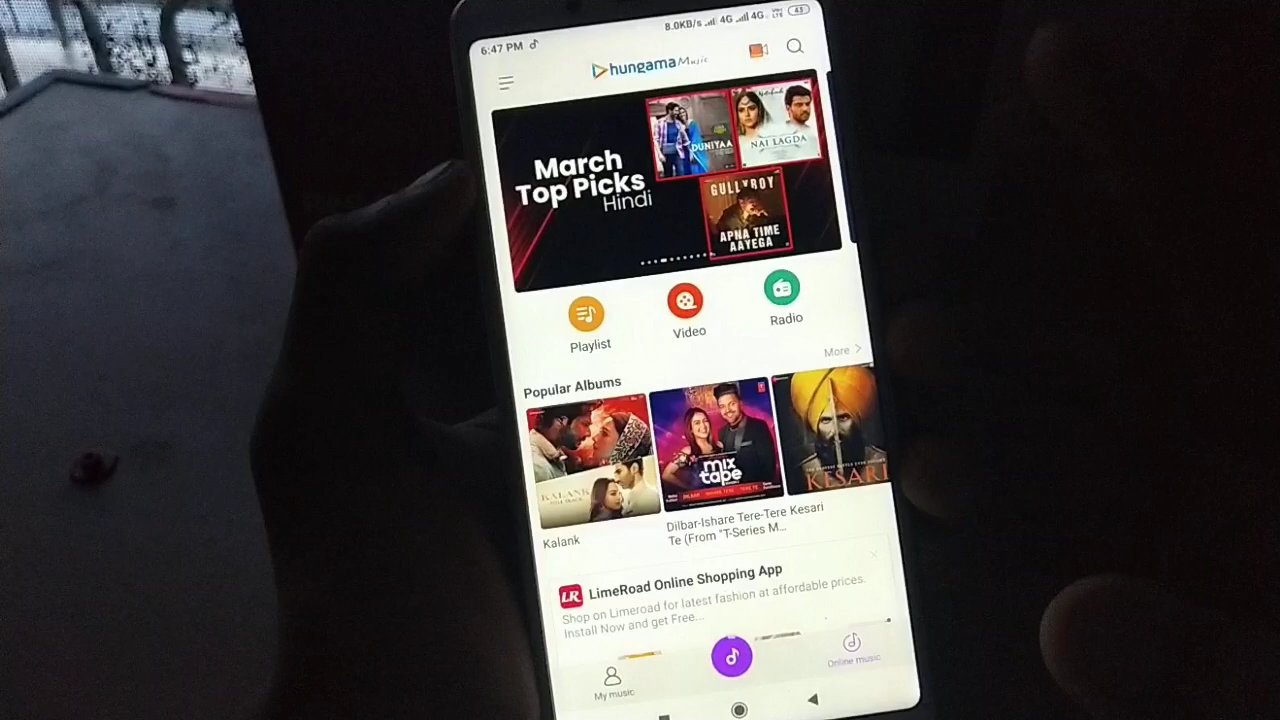 6:47 PM
8.0KB/s 4G 4G VoLTE 43
hungama Music
March
Top Picks
Hindi
DUNIYAA
NAI LAGDA
GULLYBOY
APNA TIME
AAYEGA
Playlist
Video
Radio
More
Popular Albums
KALANK
mix
tape
KESARI
Kalank
Dilbar-Ishare Tere-Tere
Te (From "T-Series M...
Kesari
LR
LimeRoad Online Shopping App
Shop on Limeroad for latest fashion at affordable prices.
Install Now and get Free...
My music
Online music